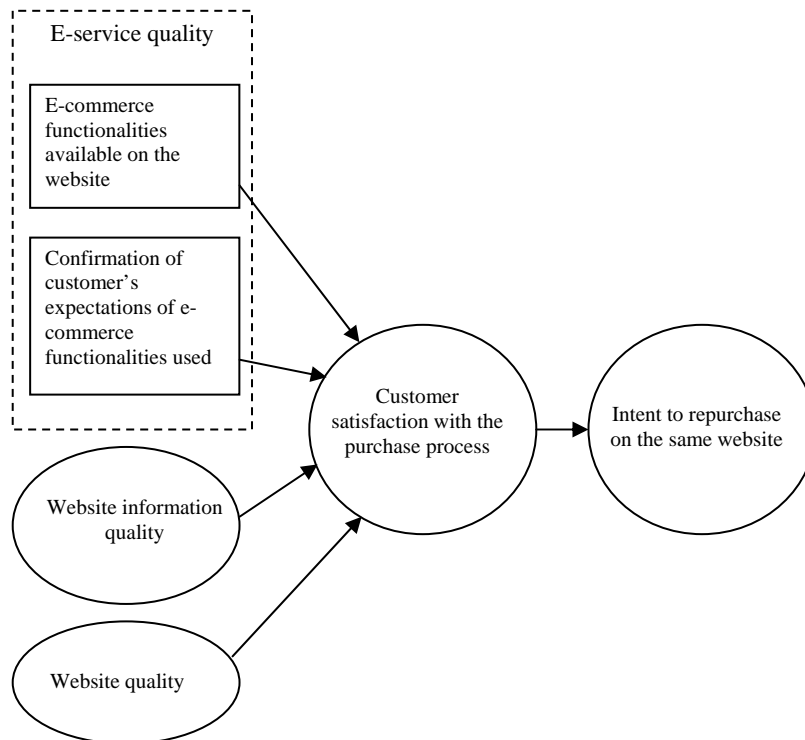 E-service quality
E-commerce
functionalities
available on the
website
Confirmation of
customer’s
expectations of e-
commerce
functionalities used
Customer
satisfaction with the
purchase process
Intent to repurchase
on the same website
Website information
quality
Website quality